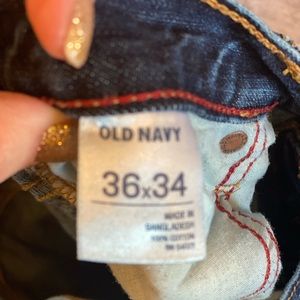 OLD NAVY
36x34
MADE IN
BANGLADESH
100% COTTON